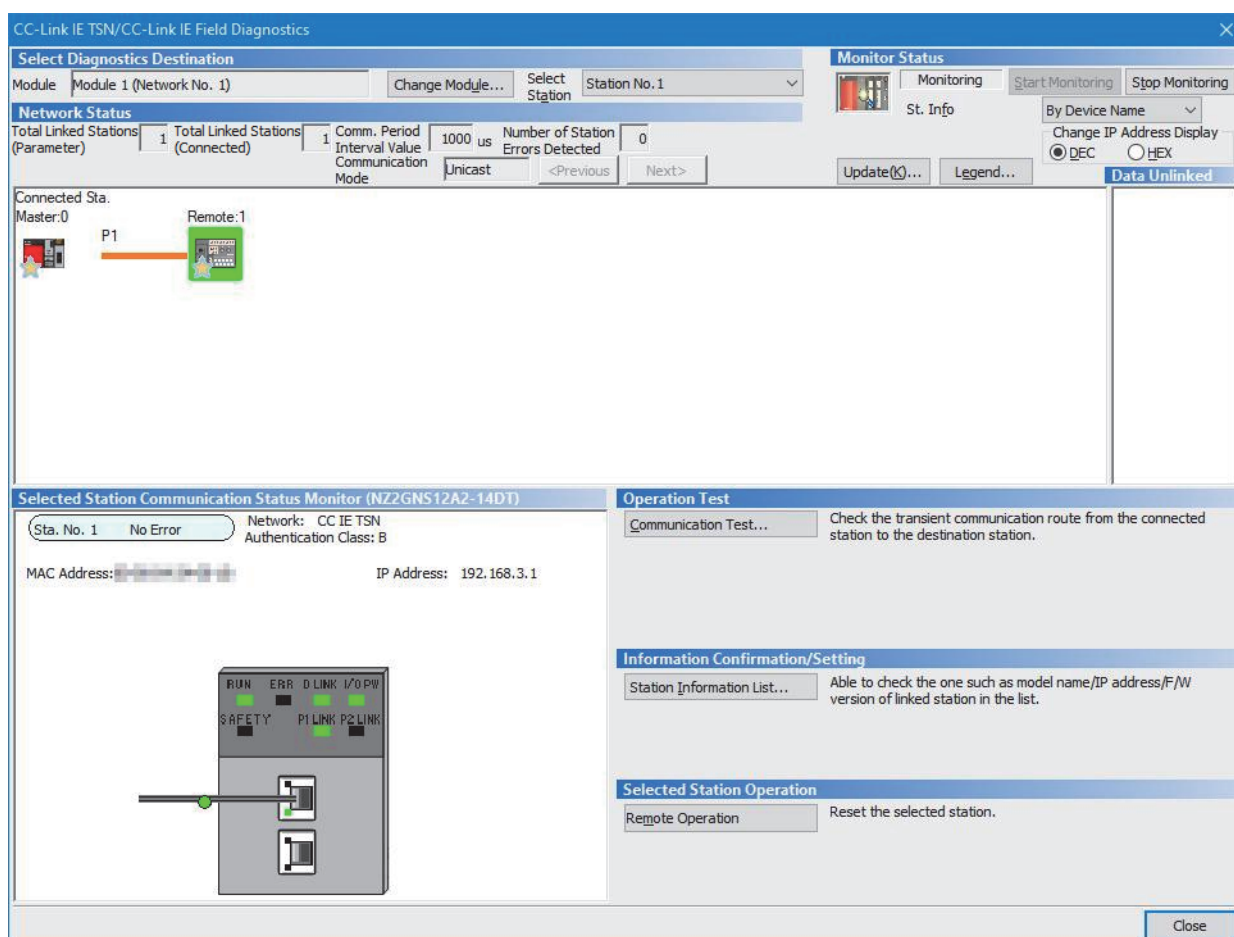 CC-Link IE TSN/CC-Link IE Field Diagnostics
Select Diagnostics Destination
Module Module 1 (Network No. 1) Change Module... Select Station Station No.1
Monitor Status
Monitoring Start Monitoring Stop Monitoring
St. Info By Device Name
Change IP Address Display
DEC HEX
Update(K)... Legend...
Network Status
Total Linked Stations (Parameter) 1 Total Linked Stations (Connected) 1 Comm. Period Interval Value 1000 us Number of Station Errors Detected 0
Communication Mode Unicast <Previous Next>
Data Unlinked
Connected Sta.
Master:0 Remote:1
P1
Selected Station Communication Status Monitor (NZ2GNS12A2-14DT)
Sta. No. 1 No Error Network: CC IE TSN
Authentication Class: B
MAC Address: IP Address: 192.168.3.1
RUN ERR D LINK I/O PW
SAFETY P1 LINK P2 LINK
Operation Test
Communication Test... Check the transient communication route from the connected
station to the destination station.
Information Confirmation/Setting
Station Information List... Able to check the one such as model name/IP address/F/W
version of linked station in the list.
Selected Station Operation
Remote Operation Reset the selected station.
Close